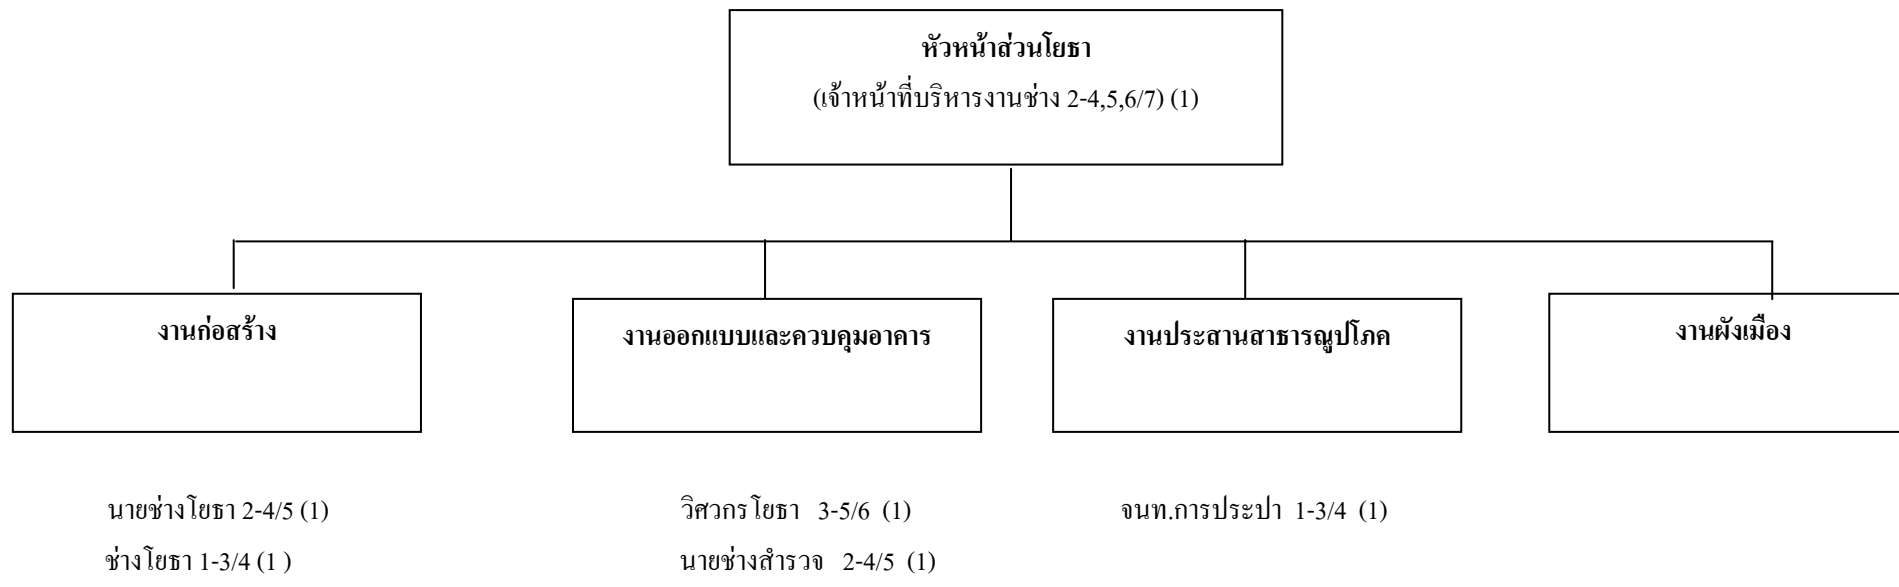 หัวหน้าส่วนโยธา
(เจ้าหน้าที่บริหารงานช่าง 2-4,5,6/7) (1)
งานก่อสร้าง
งานออกแบบและควบคุมอาคาร
งานประสานสาธารณูปโภค
งานผังเมือง
นายช่างโยธา 2-4/5 (1)
ช่างโยธา 1-3/4 (1 )
วิศวกรโยธา 3-5/6 (1)
นายช่างสำรวจ 2-4/5 (1)
จนท.การประปา 1-3/4 (1)